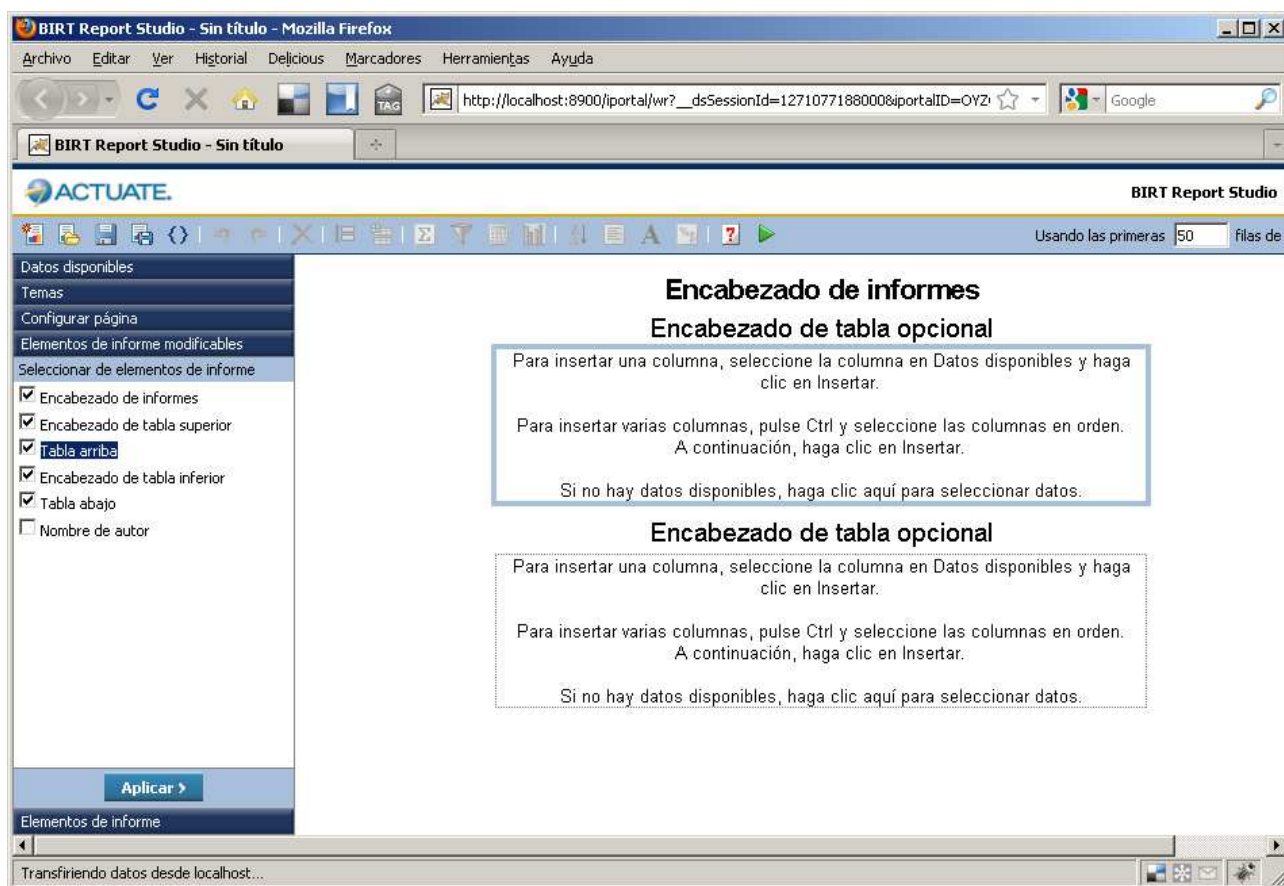 BIRT Report Studio - Sin título - Mozilla Firefox
Archivo Editar Ver Historial Delicious Marcadores Herramientas Ayuda
TAG
http://localhost:8900/iportal/wr?__dsSessionId=1271077188000&iportalID=OYZ
Google
BIRT Report Studio - Sin título
ACTUATE.
BIRT Report Studio
Usando las primeras 50 filas de
Datos disponibles
Temas
Configurar página
Elementos de informe modificables
Seleccionar de elementos de informe
Encabezado de informes
Encabezado de tabla superior
Tabla arriba
Encabezado de tabla inferior
Tabla abajo
Nombre de autor
Aplicar >
Elementos de informe
Encabezado de informes
Encabezado de tabla opcional
Para insertar una columna, seleccione la columna en Datos disponibles y haga
clic en Insertar.
Para insertar varias columnas, pulse Ctrl y seleccione las columnas en orden.
A continuación, haga clic en Insertar.
Si no hay datos disponibles, haga clic aquí para seleccionar datos.
Encabezado de tabla opcional
Para insertar una columna, seleccione la columna en Datos disponibles y haga
clic en Insertar.
Para insertar varias columnas, pulse Ctrl y seleccione las columnas en orden.
A continuación, haga clic en Insertar.
Si no hay datos disponibles, haga clic aquí para seleccionar datos.
Transfiriendo datos desde localhost...